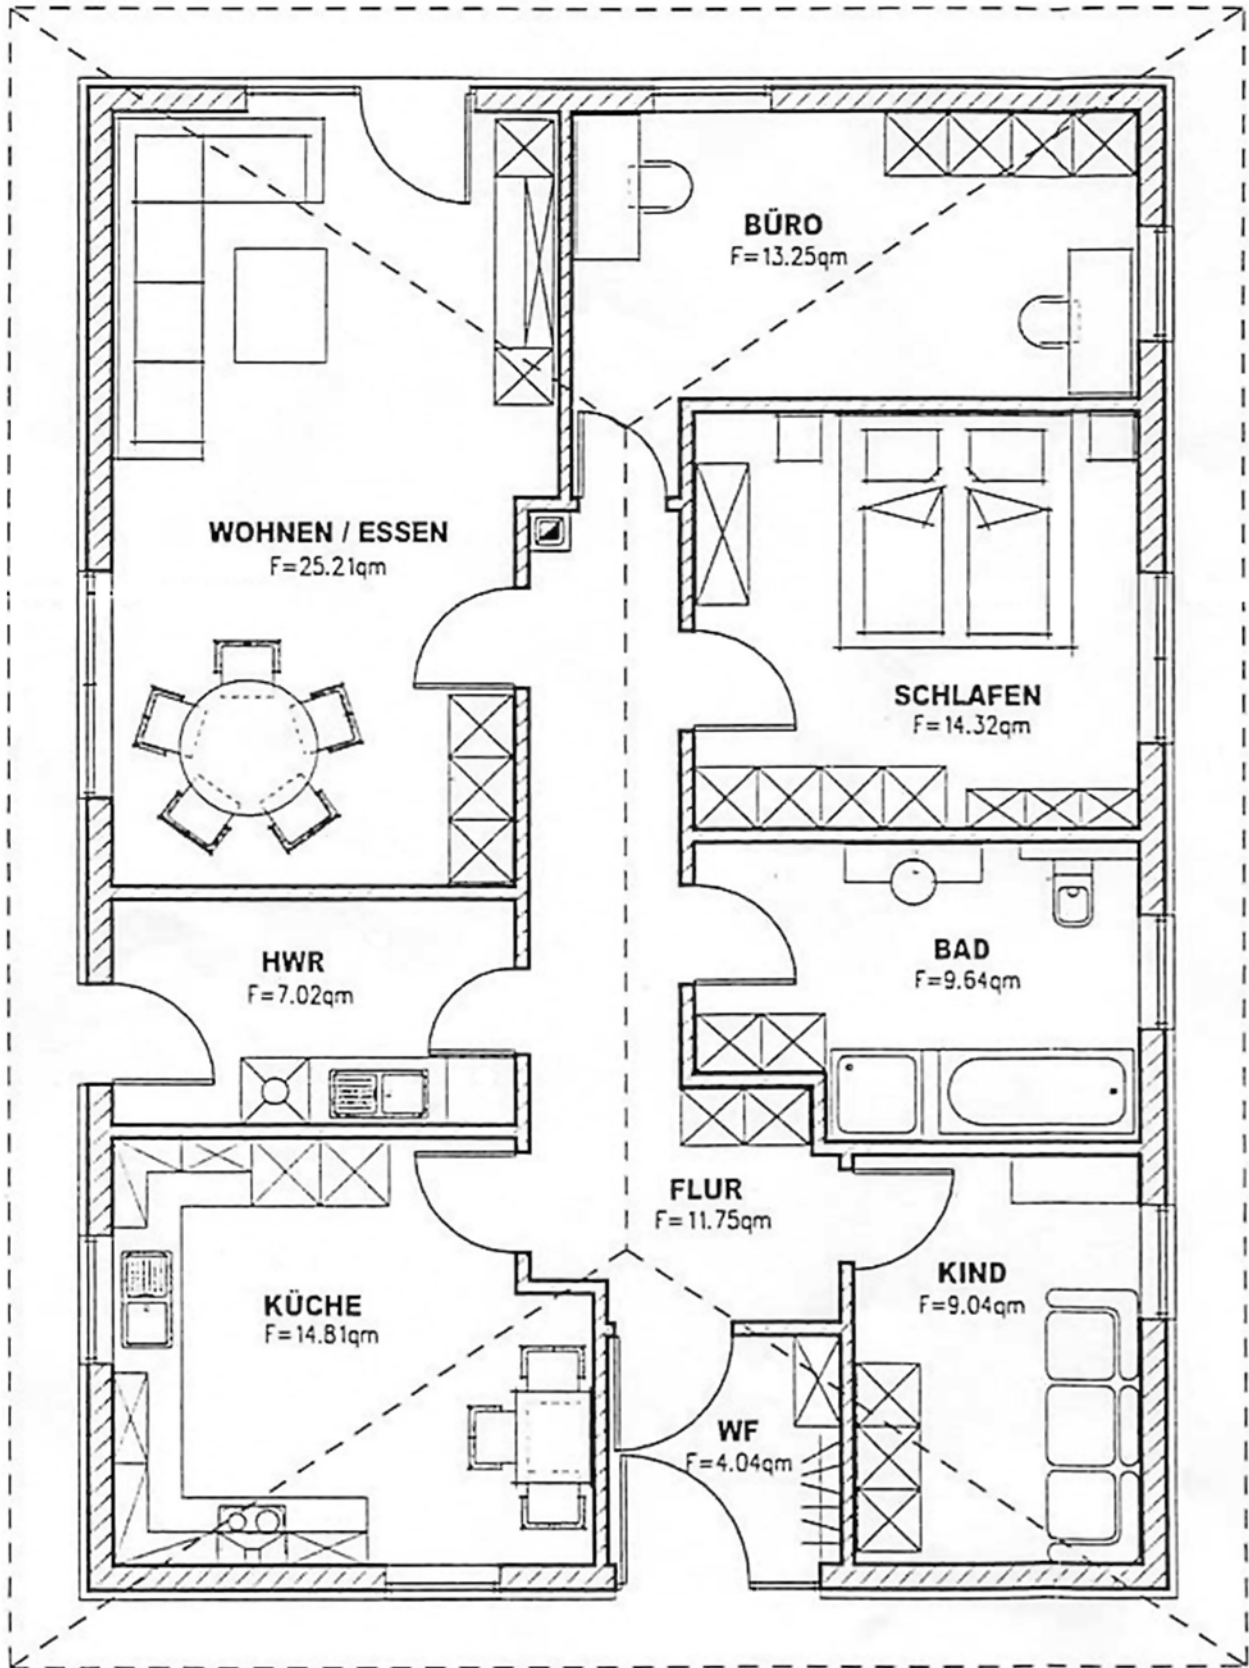 BÜRO
F=13.25qm
WOHNEN / ESSEN
F=25.21qm
SCHLAFEN
F=14.32qm
HWR
F=7.02qm
BAD
F=9.64qm
FLUR
F=11.75qm
KÜCHE
F=14.81qm
KIND
F=9.04qm
WF
F=4.04qm